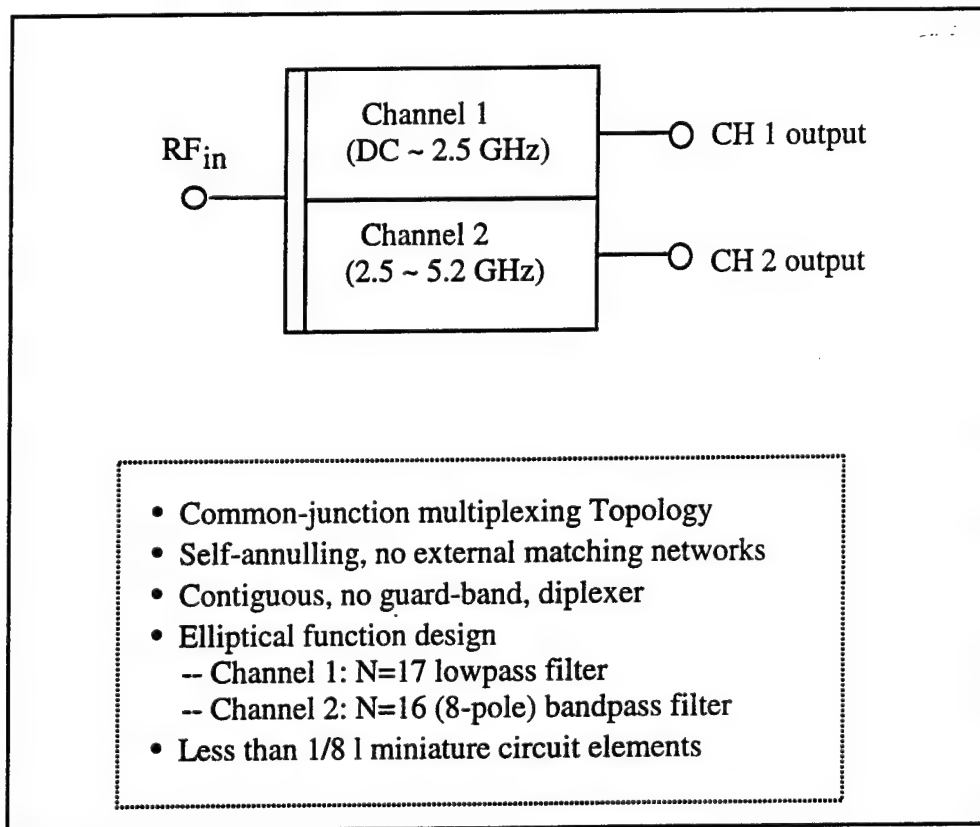 RFin
Channel 1
(DC ~ 2.5 GHz)
CH 1 output
Channel 2
(2.5 ~ 5.2 GHz)
CH 2 output
• Common-junction multiplexing Topology
• Self-annulling, no external matching networks
• Contiguous, no guard-band, diplexer
• Elliptical function design
-- Channel 1: N=17 lowpass filter
-- Channel 2: N=16 (8-pole) bandpass filter
• Less than 1/8 l miniature circuit elements